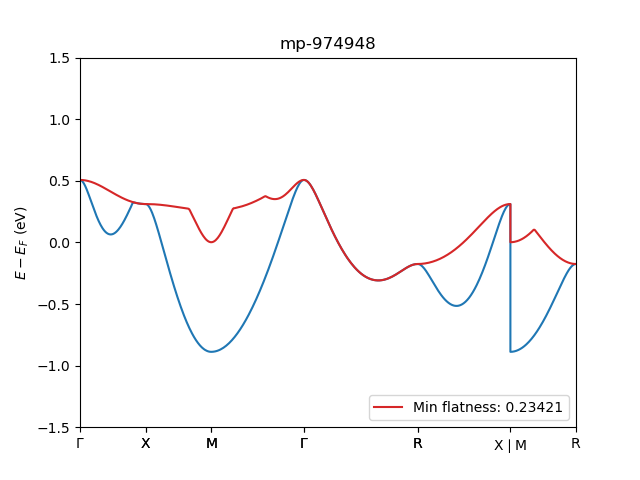 mp-974948
E − E_F (eV)
1.5
1.0
0.5
0.0
−0.5
−1.0
−1.5
Min flatness: 0.23421
Γ X M Γ R X | M R